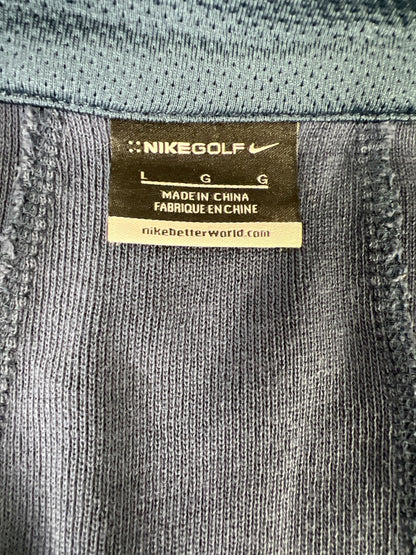 NIKEGOLF
L G G
MADE IN CHINA
FABRIQUE EN CHINE
nikebetterworld.com